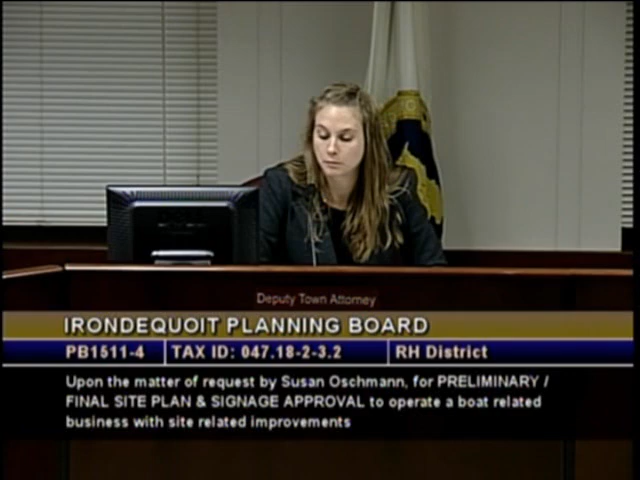 Deputy Town Attorney
IRONDEQUOIT PLANNING BOARD
PB1511-4 TAX ID: 047.18-2-3.2 RH District
Upon the matter of request by Susan Oschmann, for PRELIMINARY /
FINAL SITE PLAN & SIGNAGE APPROVAL to operate a boat related
business with site related improvements